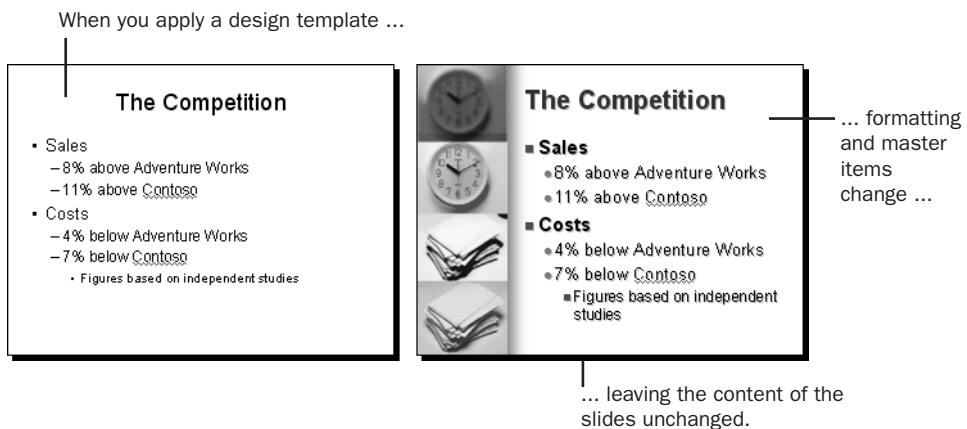 When you apply a design template ...
The Competition
▪ Sales
–8% above Adventure Works
–11% above Contoso
▪ Costs
–4% below Adventure Works
–7% below Contoso
▪ Figures based on independent studies
The Competition
■ Sales
●8% above Adventure Works
●11% above Contoso
■ Costs
●4% below Adventure Works
●7% below Contoso
■Figures based on independent
studies
... formatting
and master
items
change ...
... leaving the content of the
slides unchanged.